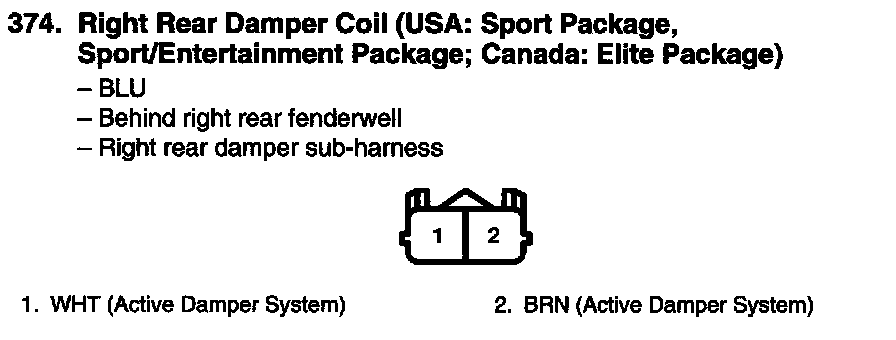 374. Right Rear Damper Coil (USA: Sport Package,
Sport/Entertainment Package; Canada: Elite Package)
– BLU
– Behind right rear fenderwell
– Right rear damper sub-harness
1 2
1. WHT (Active Damper System) 2. BRN (Active Damper System)